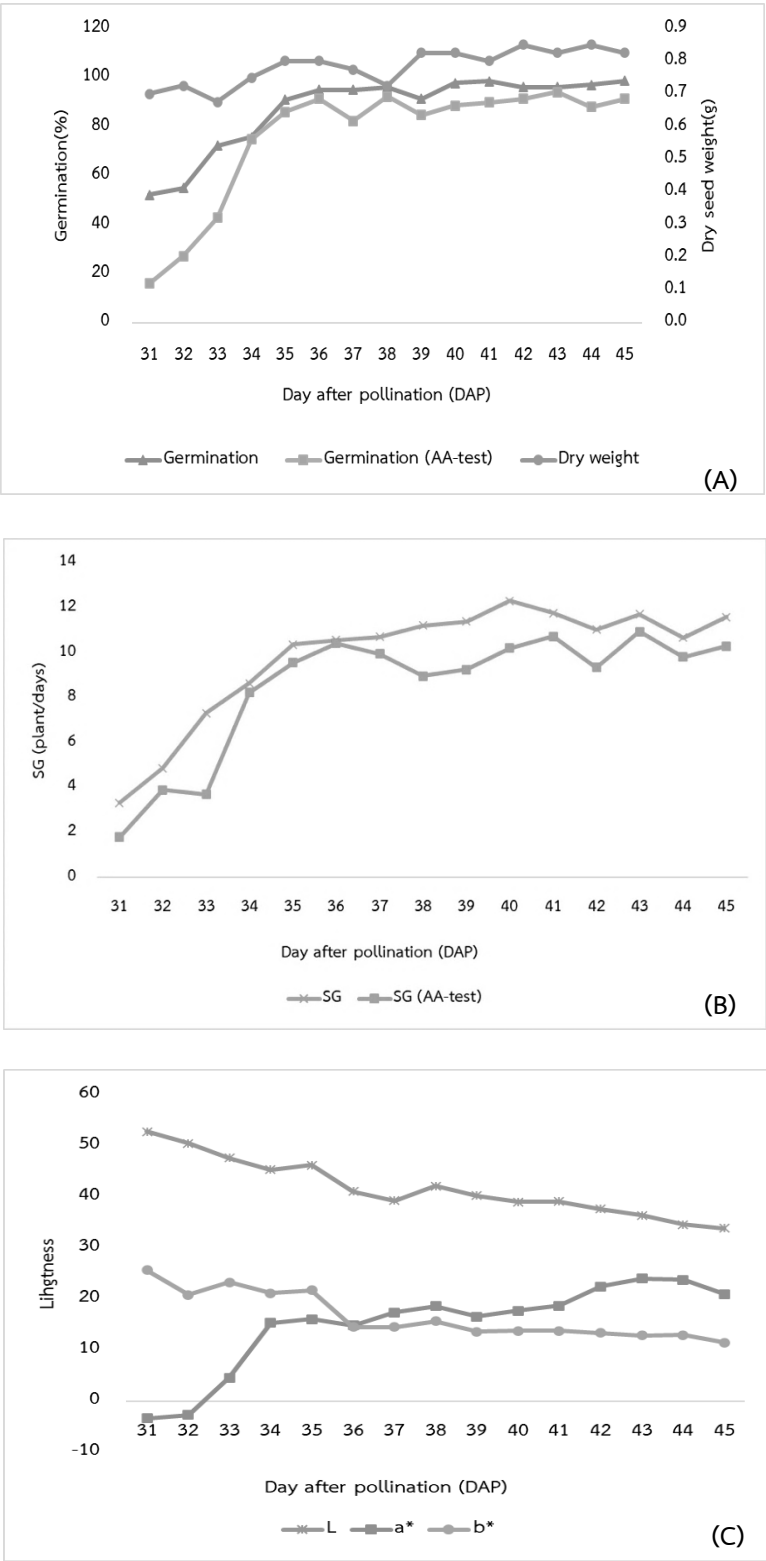 120
100
80
60
40
20
0
Germination(%)
0.9
0.8
0.7
0.6
0.5
0.4
0.3
0.2
0.1
0.0
Dry seed weight(g)
31 32 33 34 35 36 37 38 39 40 41 42 43 44 45
Day after pollination (DAP)
Germination Germination (AA-test) Dry weight
(A)
14
12
10
8
6
4
2
0
SG (plant/days)
31 32 33 34 35 36 37 38 39 40 41 42 43 44 45
Day after pollination (DAP)
SG SG (AA-test)
(B)
60
50
40
30
20
10
0
-10
Lihgtness
31 32 33 34 35 36 37 38 39 40 41 42 43 44 45
Day after pollination (DAP)
L a* b*
(C)